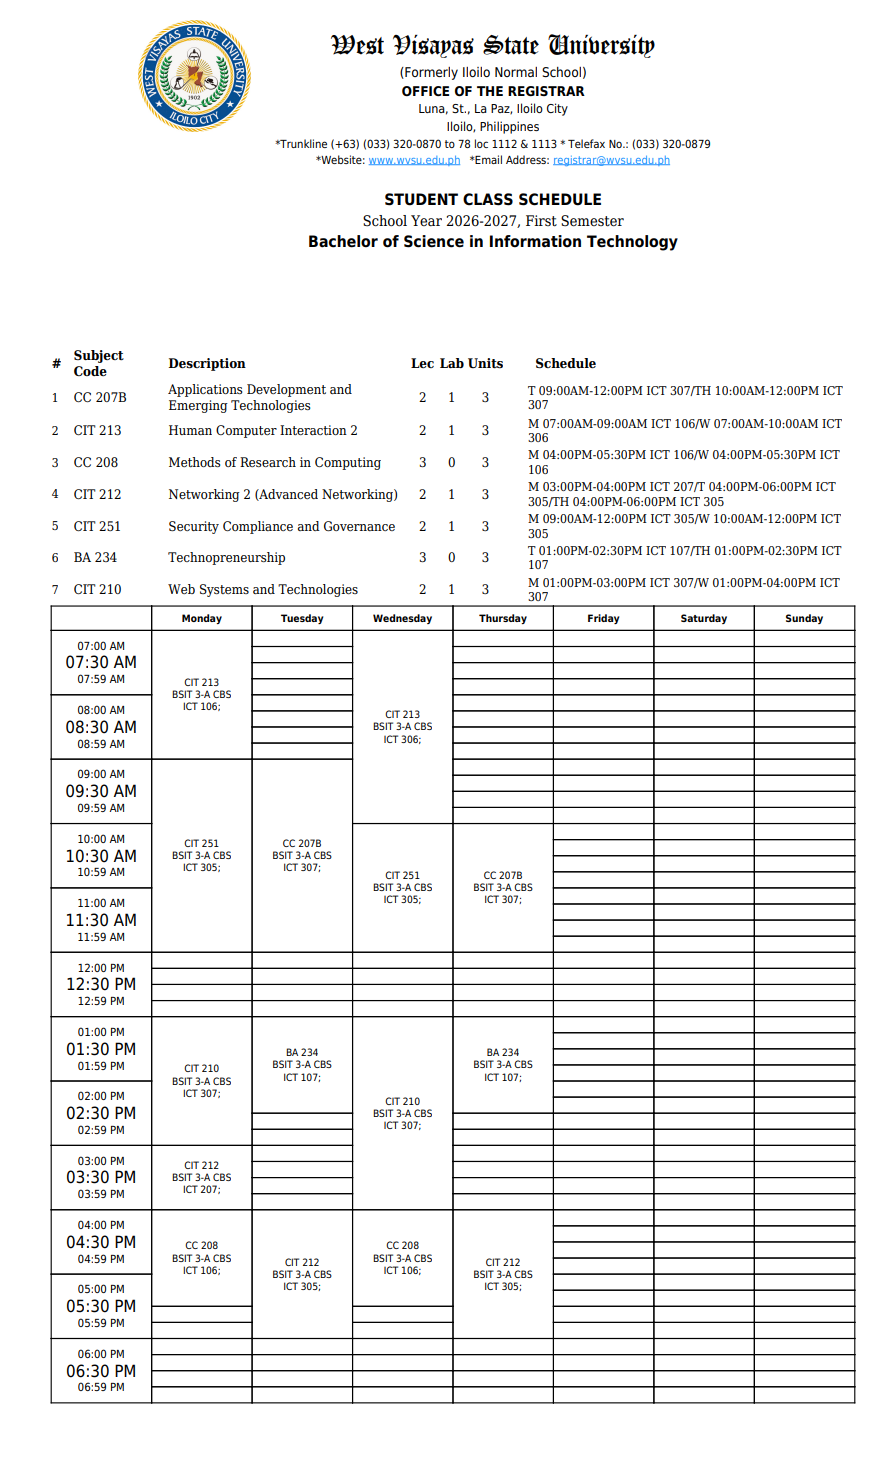 WEST VISAYAS STATE UNIVERSITY
1902
ILOILO CITY
West Visayas State University
(Formerly Iloilo Normal School)
OFFICE OF THE REGISTRAR
Luna, St., La Paz, Iloilo City
Iloilo, Philippines
*Trunkline (+63) (033) 320-0870 to 78 loc 1112 & 1113 * Telefax No.: (033) 320-0879
*Website: www.wvsu.edu.ph *Email Address: registrar@wvsu.edu.ph
STUDENT CLASS SCHEDULE
School Year 2026-2027, First Semester
Bachelor of Science in Information Technology
# Subject Code Description Lec Lab Units Schedule
1 CC 207B Applications Development and Emerging Technologies 2 1 3 T 09:00AM-12:00PM ICT 307/TH 10:00AM-12:00PM ICT 307
2 CIT 213 Human Computer Interaction 2 2 1 3 M 07:00AM-09:00AM ICT 106/W 07:00AM-10:00AM ICT 306
3 CC 208 Methods of Research in Computing 3 0 3 M 04:00PM-05:30PM ICT 106/W 04:00PM-05:30PM ICT 106
4 CIT 212 Networking 2 (Advanced Networking) 2 1 3 M 03:00PM-04:00PM ICT 207/T 04:00PM-06:00PM ICT 305/TH 04:00PM-06:00PM ICT 305
5 CIT 251 Security Compliance and Governance 2 1 3 M 09:00AM-12:00PM ICT 305/W 10:00AM-12:00PM ICT 305
6 BA 234 Technopreneurship 3 0 3 T 01:00PM-02:30PM ICT 107/TH 01:00PM-02:30PM ICT 107
7 CIT 210 Web Systems and Technologies 2 1 3 M 01:00PM-03:00PM ICT 307/W 01:00PM-04:00PM ICT 307
Monday Tuesday Wednesday Thursday Friday Saturday Sunday
07:00 AM
07:30 AM
07:59 AM
CIT 213
BSIT 3-A CBS
ICT 106;
CIT 213
BSIT 3-A CBS
ICT 306;
08:00 AM
08:30 AM
08:59 AM
09:00 AM
09:30 AM
09:59 AM
CIT 251
BSIT 3-A CBS
ICT 305;
CC 207B
BSIT 3-A CBS
ICT 307;
10:00 AM
10:30 AM
10:59 AM
CIT 251
BSIT 3-A CBS
ICT 305;
CC 207B
BSIT 3-A CBS
ICT 307;
11:00 AM
11:30 AM
11:59 AM
12:00 PM
12:30 PM
12:59 PM
01:00 PM
01:30 PM
01:59 PM
CIT 210
BSIT 3-A CBS
ICT 307;
BA 234
BSIT 3-A CBS
ICT 107;
CIT 210
BSIT 3-A CBS
ICT 307;
BA 234
BSIT 3-A CBS
ICT 107;
02:00 PM
02:30 PM
02:59 PM
03:00 PM
03:30 PM
03:59 PM
CIT 212
BSIT 3-A CBS
ICT 207;
04:00 PM
04:30 PM
04:59 PM
CC 208
BSIT 3-A CBS
ICT 106;
CIT 212
BSIT 3-A CBS
ICT 305;
CC 208
BSIT 3-A CBS
ICT 106;
CIT 212
BSIT 3-A CBS
ICT 305;
05:00 PM
05:30 PM
05:59 PM
06:00 PM
06:30 PM
06:59 PM